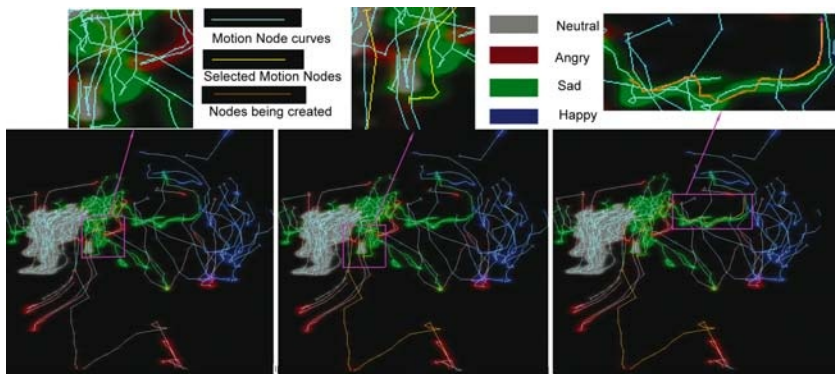 Motion Node curves
Selected Motion Nodes
Nodes being created
Neutral
Angry
Sad
Happy